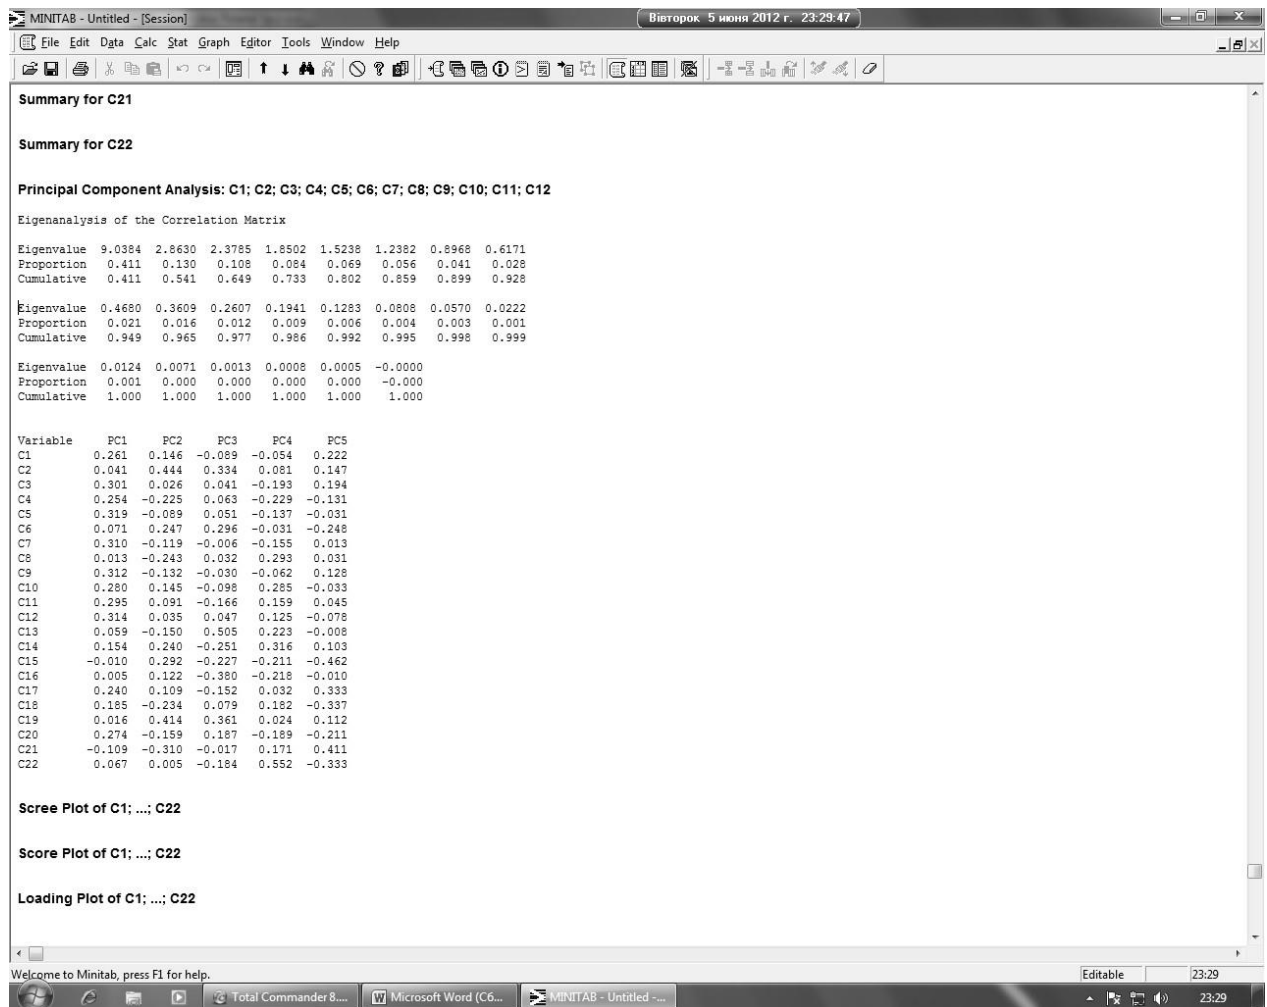 MINITAB - Untitled - [Session]
Вівторок 5 июня 2012 г. 23:29:47
File Edit Data Calc Stat Graph Editor Tools Window Help
Summary for C21
Summary for C22
Principal Component Analysis: C1; C2; C3; C4; C5; C6; C7; C8; C9; C10; C11; C12
Eigenanalysis of the Correlation Matrix
Eigenvalue 9.0384 2.8630 2.3785 1.8502 1.5238 1.2382 0.8968 0.6171
Proportion 0.411 0.130 0.108 0.084 0.069 0.056 0.041 0.028
Cumulative 0.411 0.541 0.649 0.733 0.802 0.859 0.899 0.928
Eigenvalue 0.4680 0.3609 0.2607 0.1941 0.1283 0.0808 0.0570 0.0222
Proportion 0.021 0.016 0.012 0.009 0.006 0.004 0.003 0.001
Cumulative 0.949 0.965 0.977 0.986 0.992 0.995 0.998 0.999
Eigenvalue 0.0124 0.0071 0.0013 0.0008 0.0005 -0.0000
Proportion 0.001 0.000 0.000 0.000 0.000 -0.000
Cumulative 1.000 1.000 1.000 1.000 1.000 1.000
Variable PC1 PC2 PC3 PC4 PC5
C1 0.261 0.146 -0.089 -0.054 0.222
C2 0.041 0.444 0.334 0.081 0.147
C3 0.301 0.026 0.041 -0.193 0.194
C4 0.254 -0.225 0.063 -0.229 -0.131
C5 0.319 -0.089 0.051 -0.137 -0.031
C6 0.071 0.247 0.296 -0.031 -0.248
C7 0.310 -0.119 -0.006 -0.155 0.013
C8 0.013 -0.243 0.032 0.293 0.031
C9 0.312 -0.132 -0.030 -0.062 0.128
C10 0.280 0.145 -0.098 0.285 -0.033
C11 0.295 0.091 -0.166 0.159 0.045
C12 0.314 0.035 0.047 0.125 -0.078
C13 0.059 -0.150 0.505 0.223 -0.008
C14 0.154 0.240 -0.251 0.316 0.103
C15 -0.010 0.292 -0.227 -0.211 -0.462
C16 0.005 0.122 -0.380 -0.218 -0.010
C17 0.240 0.109 -0.152 0.032 0.333
C18 0.185 -0.234 0.079 0.182 -0.337
C19 0.016 0.414 0.361 0.024 0.112
C20 0.274 -0.159 0.187 -0.189 -0.211
C21 -0.109 -0.310 -0.017 0.171 0.411
C22 0.067 0.005 -0.184 0.552 -0.333
Scree Plot of C1; ...; C22
Score Plot of C1; ...; C22
Loading Plot of C1; ...; C22
Welcome to Minitab, press F1 for help.
Editable 23:29
Total Commander 8.... Microsoft Word (C6... MINITAB - Untitled -... 23:29